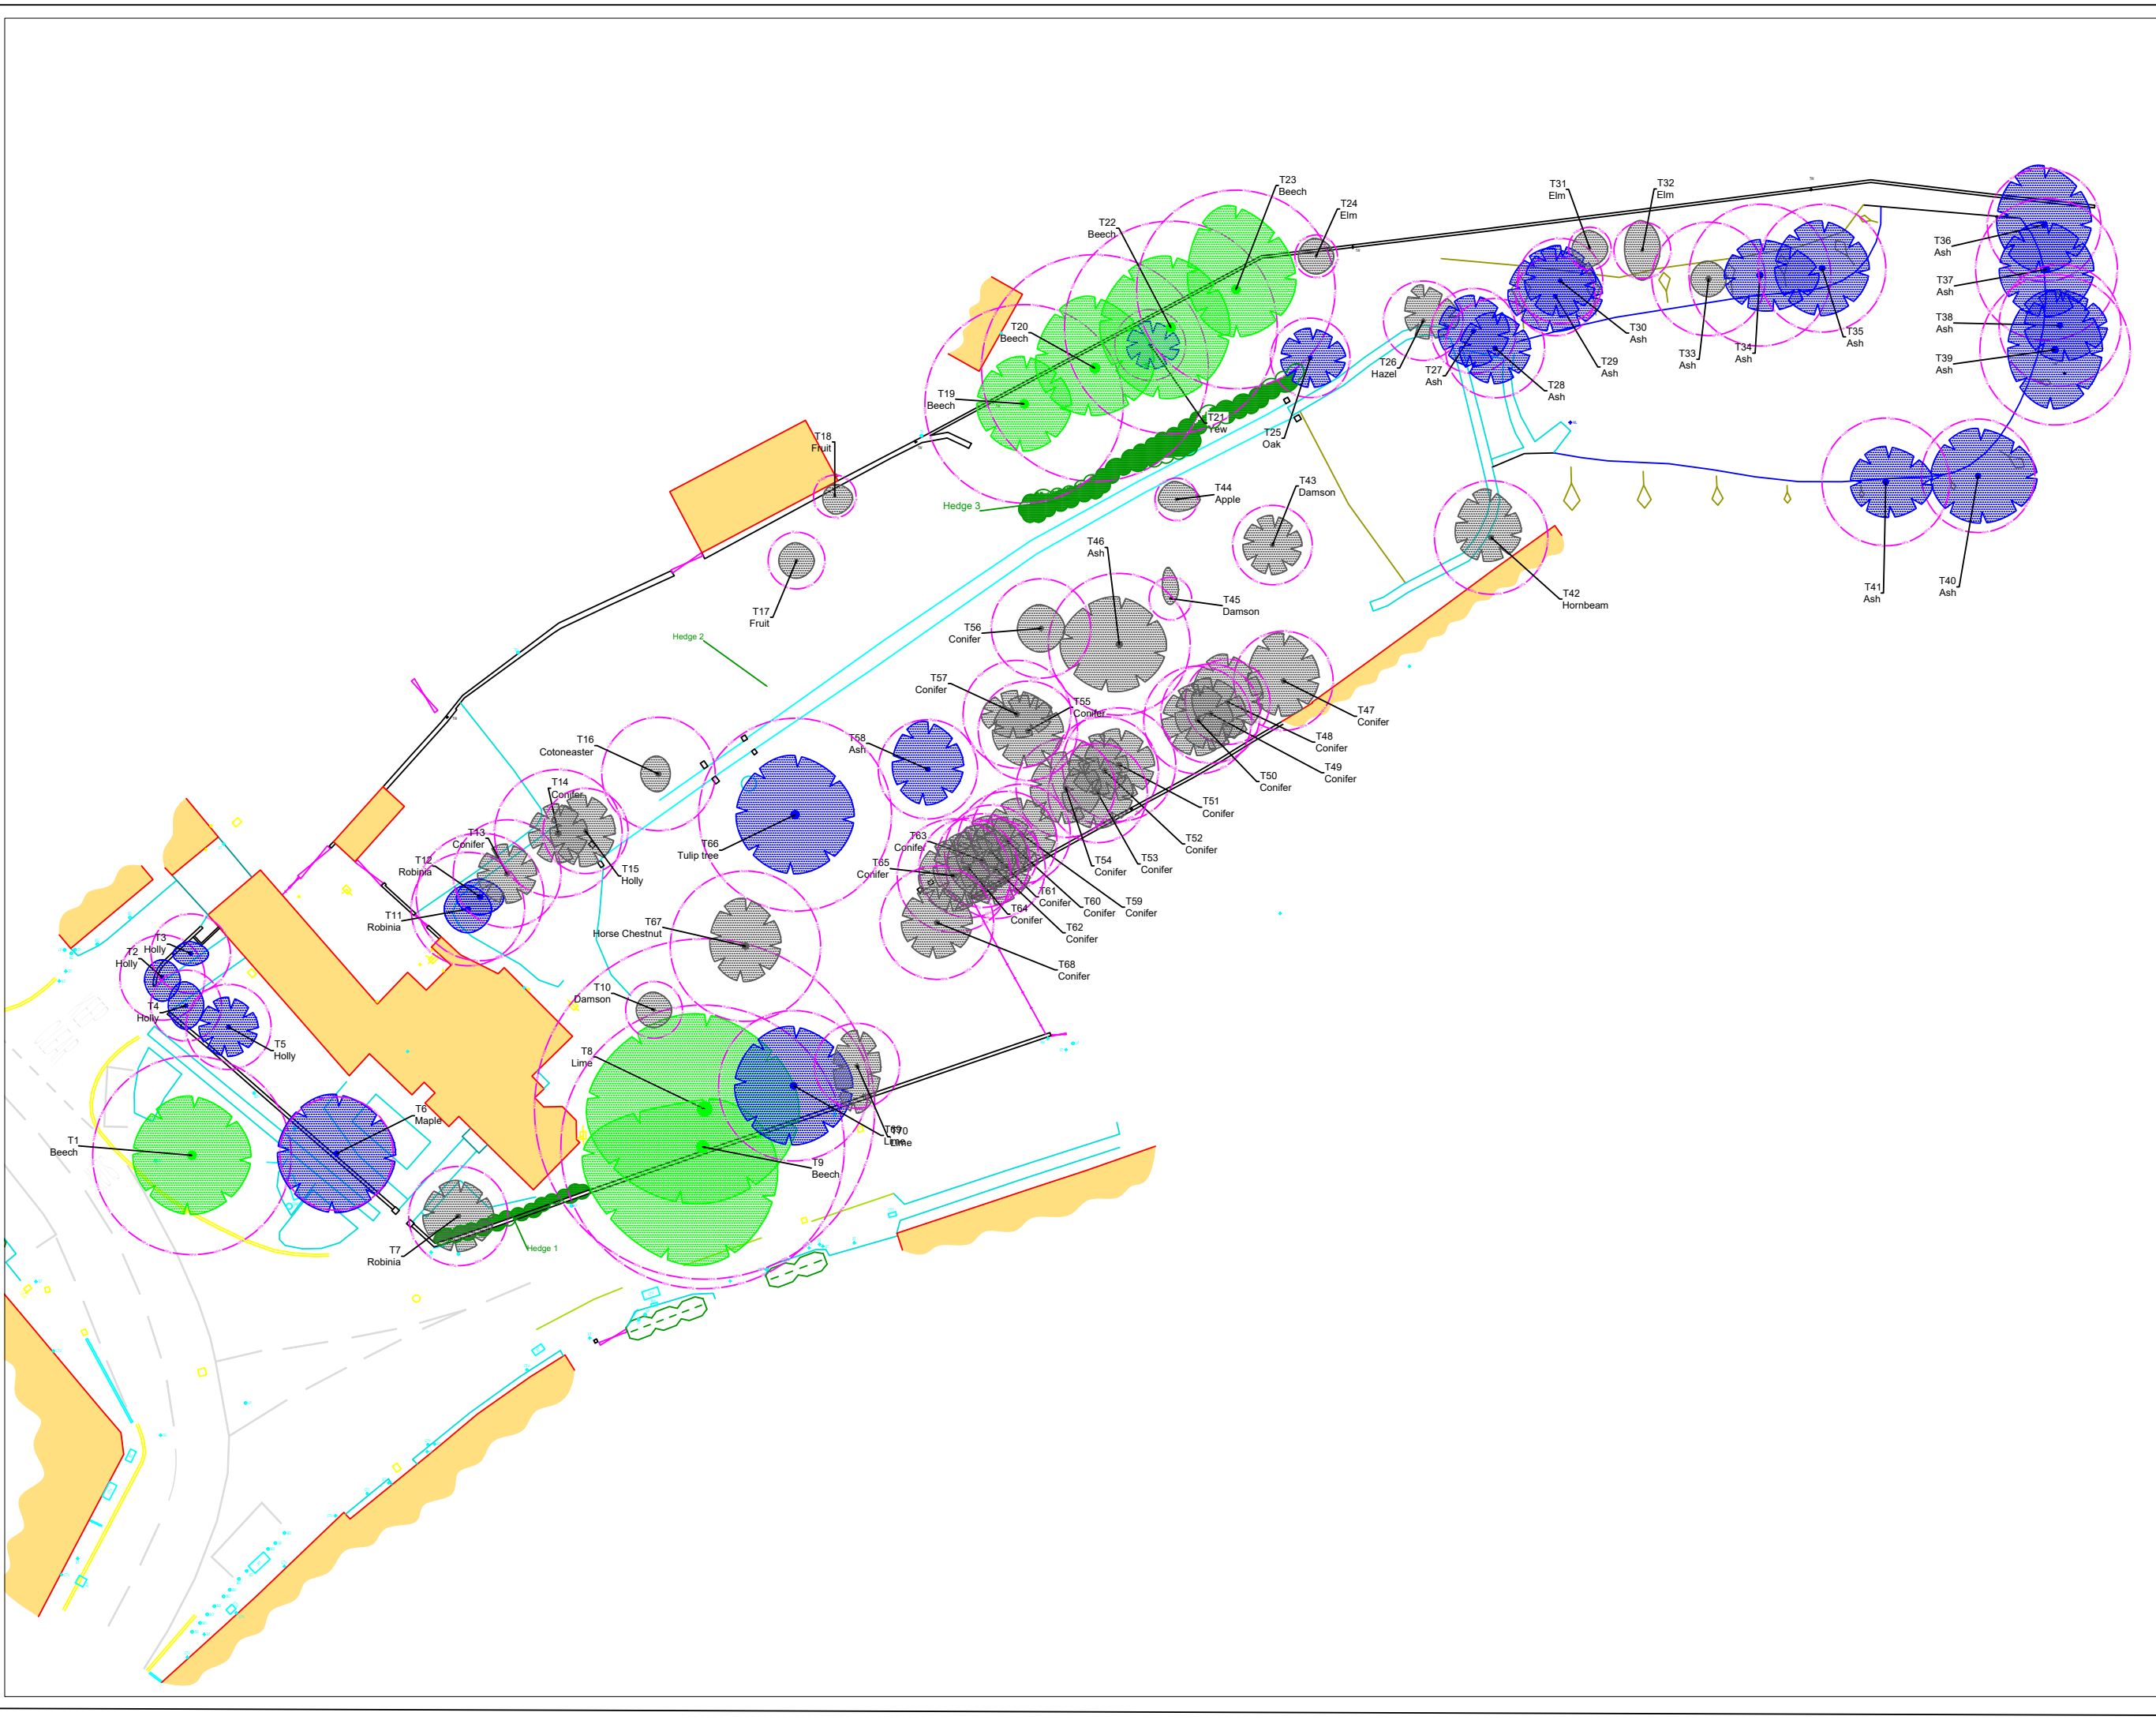 T23
Beech
T31
Elm
T32
Elm
T24
Elm
T22
Beech
T36
Ash
T37
Ash
T38
Ash
T39
Ash
T20
Beech
T30
Ash
T35
Ash
T34
Ash
T33
Ash
T29
Ash
T26
Hazel
T27
Ash
T28
Ash
T19
Beech
T21
Yew
T25
Oak
T18
Fruit
T44
Apple
T43
Damson
Hedge 3
T46
Ash
T41
Ash
T40
Ash
T42
Hornbeam
T45
Damson
T17
Fruit
T56
Conifer
Hedge 2
T57
Conifer
T55
Conifer
T47
Conifer
T48
Conifer
T49
Conifer
T50
Conifer
T58
Ash
T16
Cotoneaster
T14
Conifer
T51
Conifer
T52
Conifer
T53
Conifer
T54
Conifer
T13
Conifer
T66
Tulip tree
T63
Conifer
T65
Conifer
T12
Robinia
T15
Holly
T61
Conifer
T59
Conifer
T60
Conifer
T64
Conifer
T62
Conifer
T11
Robinia
T67
Horse Chestnut
T3
Holly
T2
Holly
T68
Conifer
T10
Damson
T4
Holly
T5
Holly
T8
Lime
T6
Maple
T69
Lime
T70
Lime
T1
Beech
T9
Beech
T7
Robinia
Hedge 1